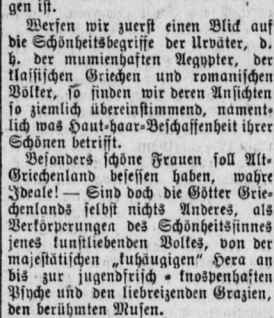 gen ist.
Werfen wir zuerst einen Blick auf
die Schönheitsbegriffe der Urväter, d.
h. der mumienhaften Aegypter, der
klassischen Griechen und romanischen
Völker, so finden wir deren Ansichten
so ziemlich übereinstimmend, nament-
lich was Haut-haar-Beschaffenheit ihrer
Schönen betrifft.
Besonders schöne Frauen soll Alt-
Griechenland besessen haben, wahre
Ideale! — Sind doch die Götter Grie-
chenlands selbst nichts Anderes, als
Verkörperungen des Schönheitssinnes
jenes kunstliebenden Volkes, von der
majestätischen „kuhäugigen" Hera an
bis zur jugendfrisch - knospenhaften
Psyche und den liebreizenden Grazien,
den berühmten Musen.